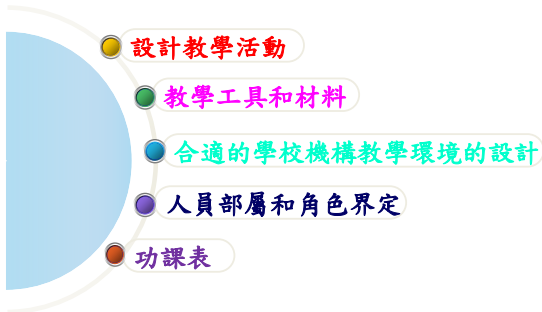 設計教學活動
教學工具和材料
合適的學校機構教學環境的設計
人員部屬和角色界定
功課表